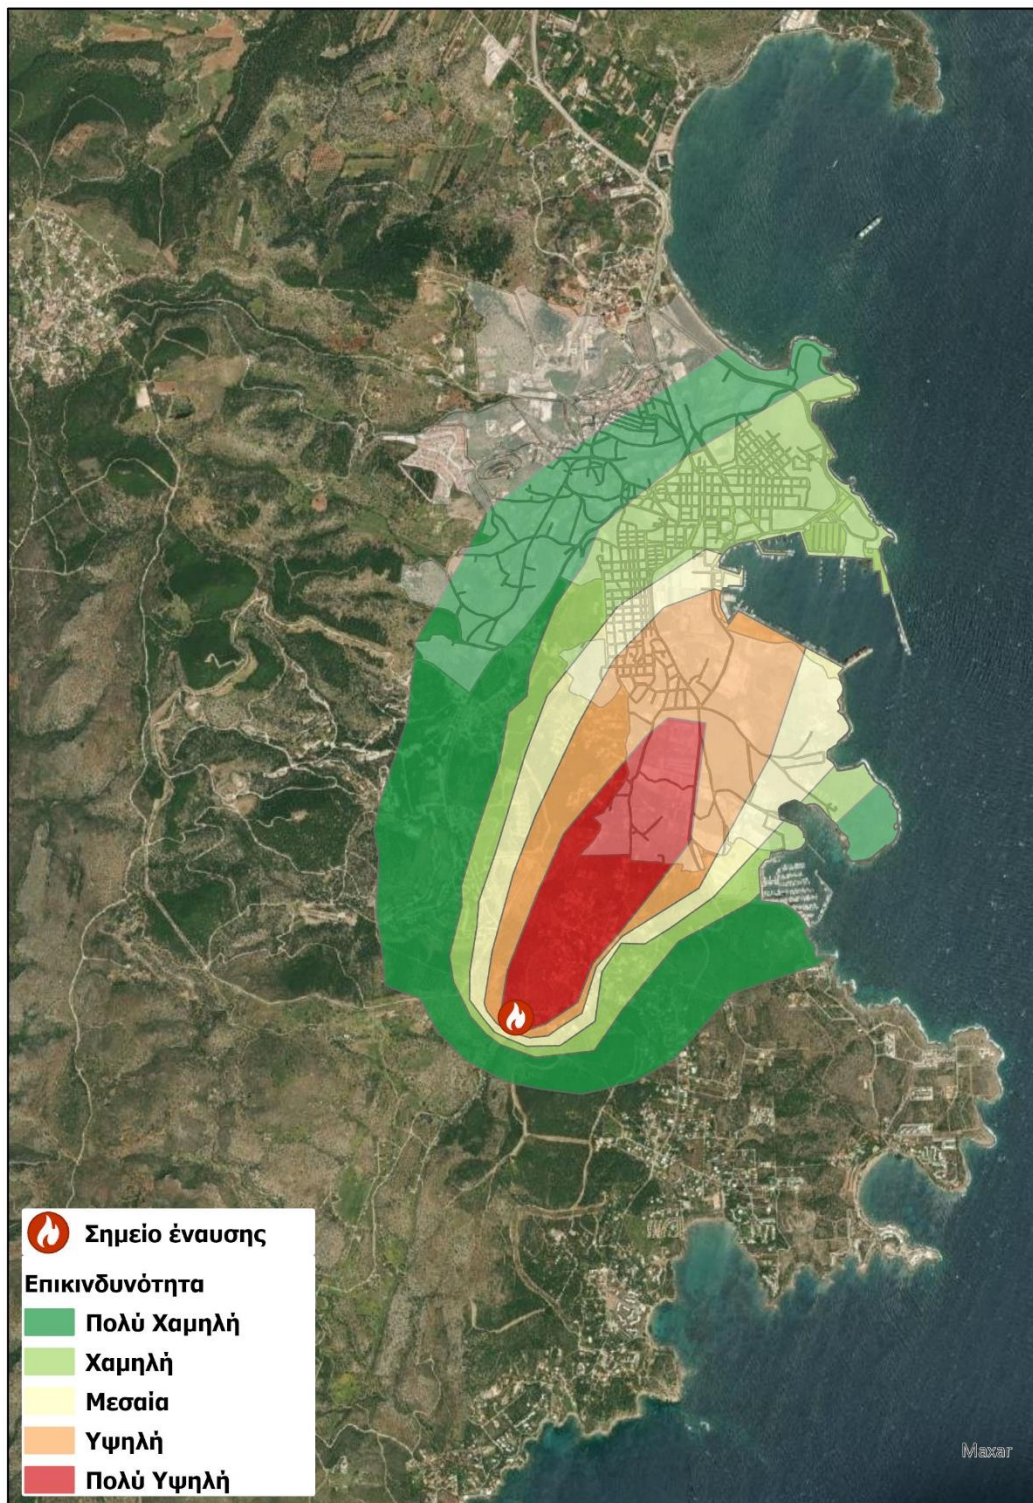 Σημείο έναυσης
Επικινδυνότητα
Πολύ Χαμηλή
Χαμηλή
Μεσαία
Υψηλή
Πολύ Υψηλή
Maxar